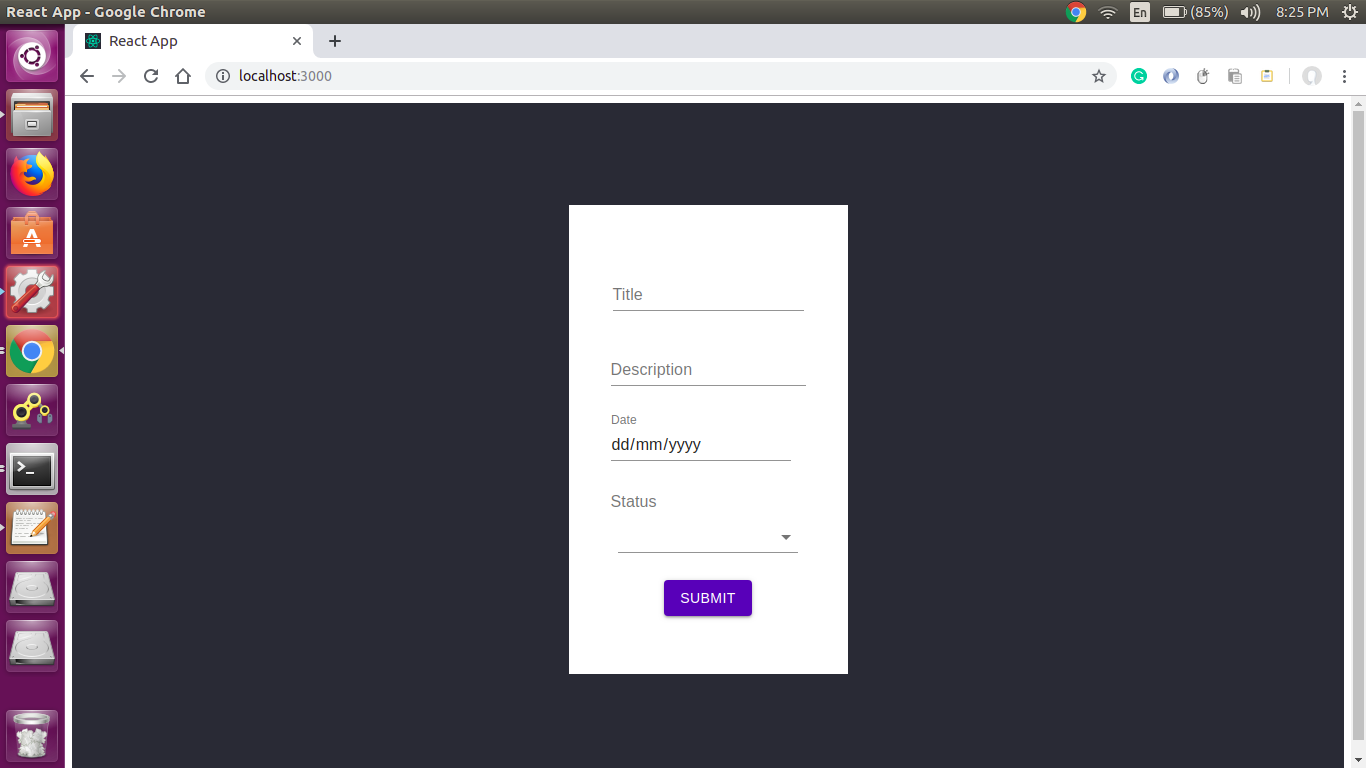 React App - Google Chrome
En
(85%)
8:25 PM
React App
localhost:3000
Title
Description
Date
dd/mm/yyyy
Status
SUBMIT